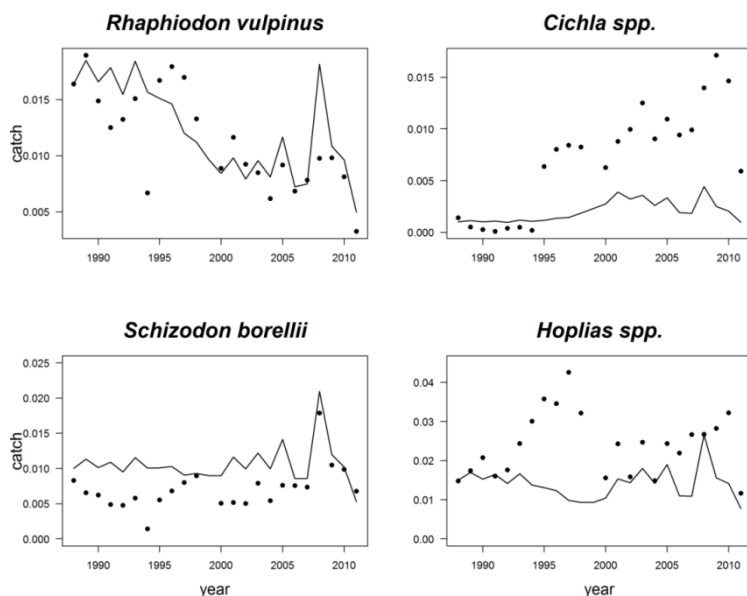 Rhaphiodon vulpinus
Cichla spp.
catch
0.015
0.010
0.005
1990 1995 2000 2005 2010
0.015
0.010
0.005
0.000
1990 1995 2000 2005 2010
Schizodon borellii
Hoplias spp.
catch
0.025
0.020
0.015
0.010
0.005
0.000
1990 1995 2000 2005 2010
year
0.04
0.03
0.02
0.01
0.00
1990 1995 2000 2005 2010
year